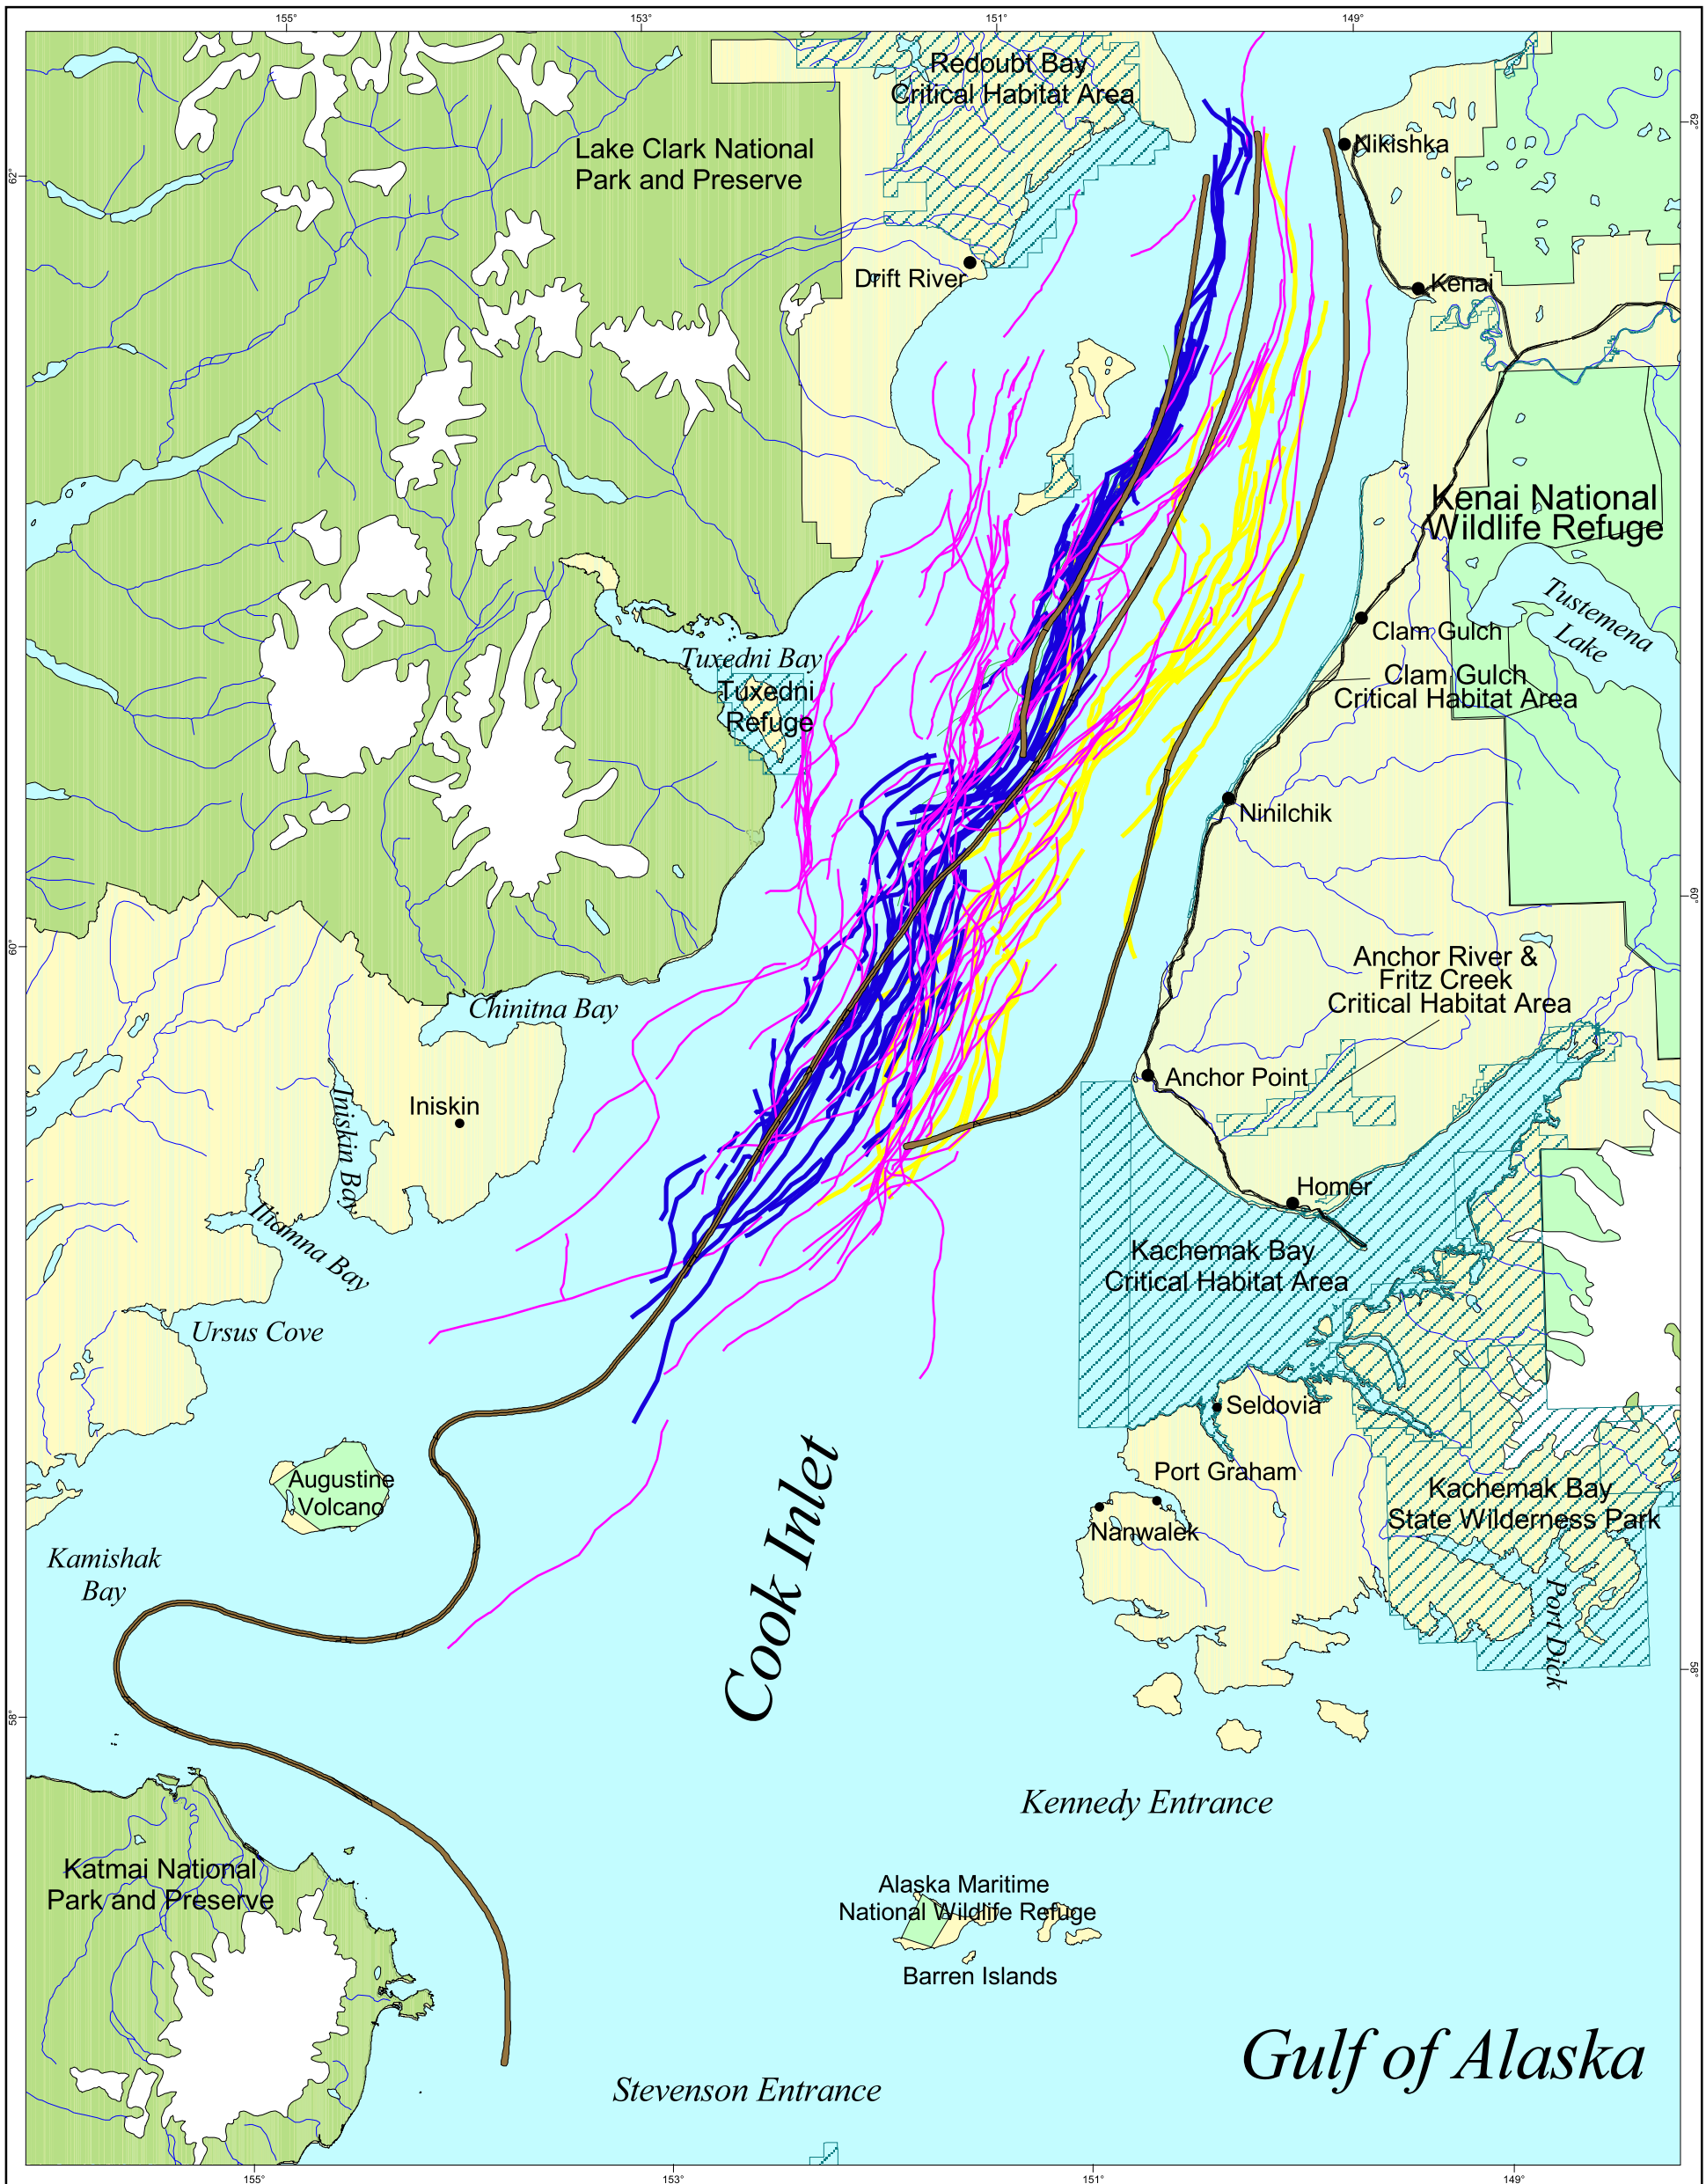 155°
153°
151°
149°
Redoubt Bay
Critical Habitat Area
Lake Clark National
Park and Preserve
Nikishka
62°
62°
Drift River
Kenai
Kenai National
Wildlife Refuge
Tustemena
Lake
Clam Gulch
Tuxedni Bay
Clam Gulch
Critical Habitat Area
Tuxedni
Refuge
Ninilchik
60°
60°
Anchor River &
Fritz Creek
Critical Habitat Area
Chinitna Bay
Anchor Point
Iniskin
Iniskin Bay
Homer
Iliamna Bay
Kachemak Bay
Critical Habitat Area
Ursus Cove
Seldovia
Augustine
Volcano
Port Graham
Kachemak Bay
State Wilderness Park
Nanwalek
Kamishak
Bay
Cook Inlet
Port Dick
58°
58°
Kennedy Entrance
Katmai National
Park and Preserve
Alaska Maritime
National Wildlife Refuge
Barren Islands
Gulf of Alaska
Stevenson Entrance
155°
153°
151°
149°